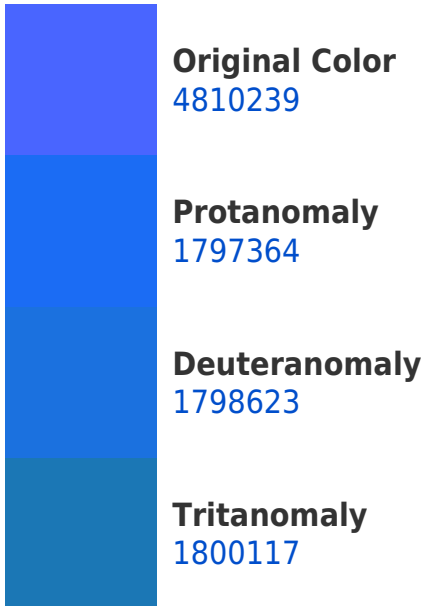 Original Color
4810239
Protanomaly
1797364
Deuteranomaly
1798623
Tritanomaly
1800117